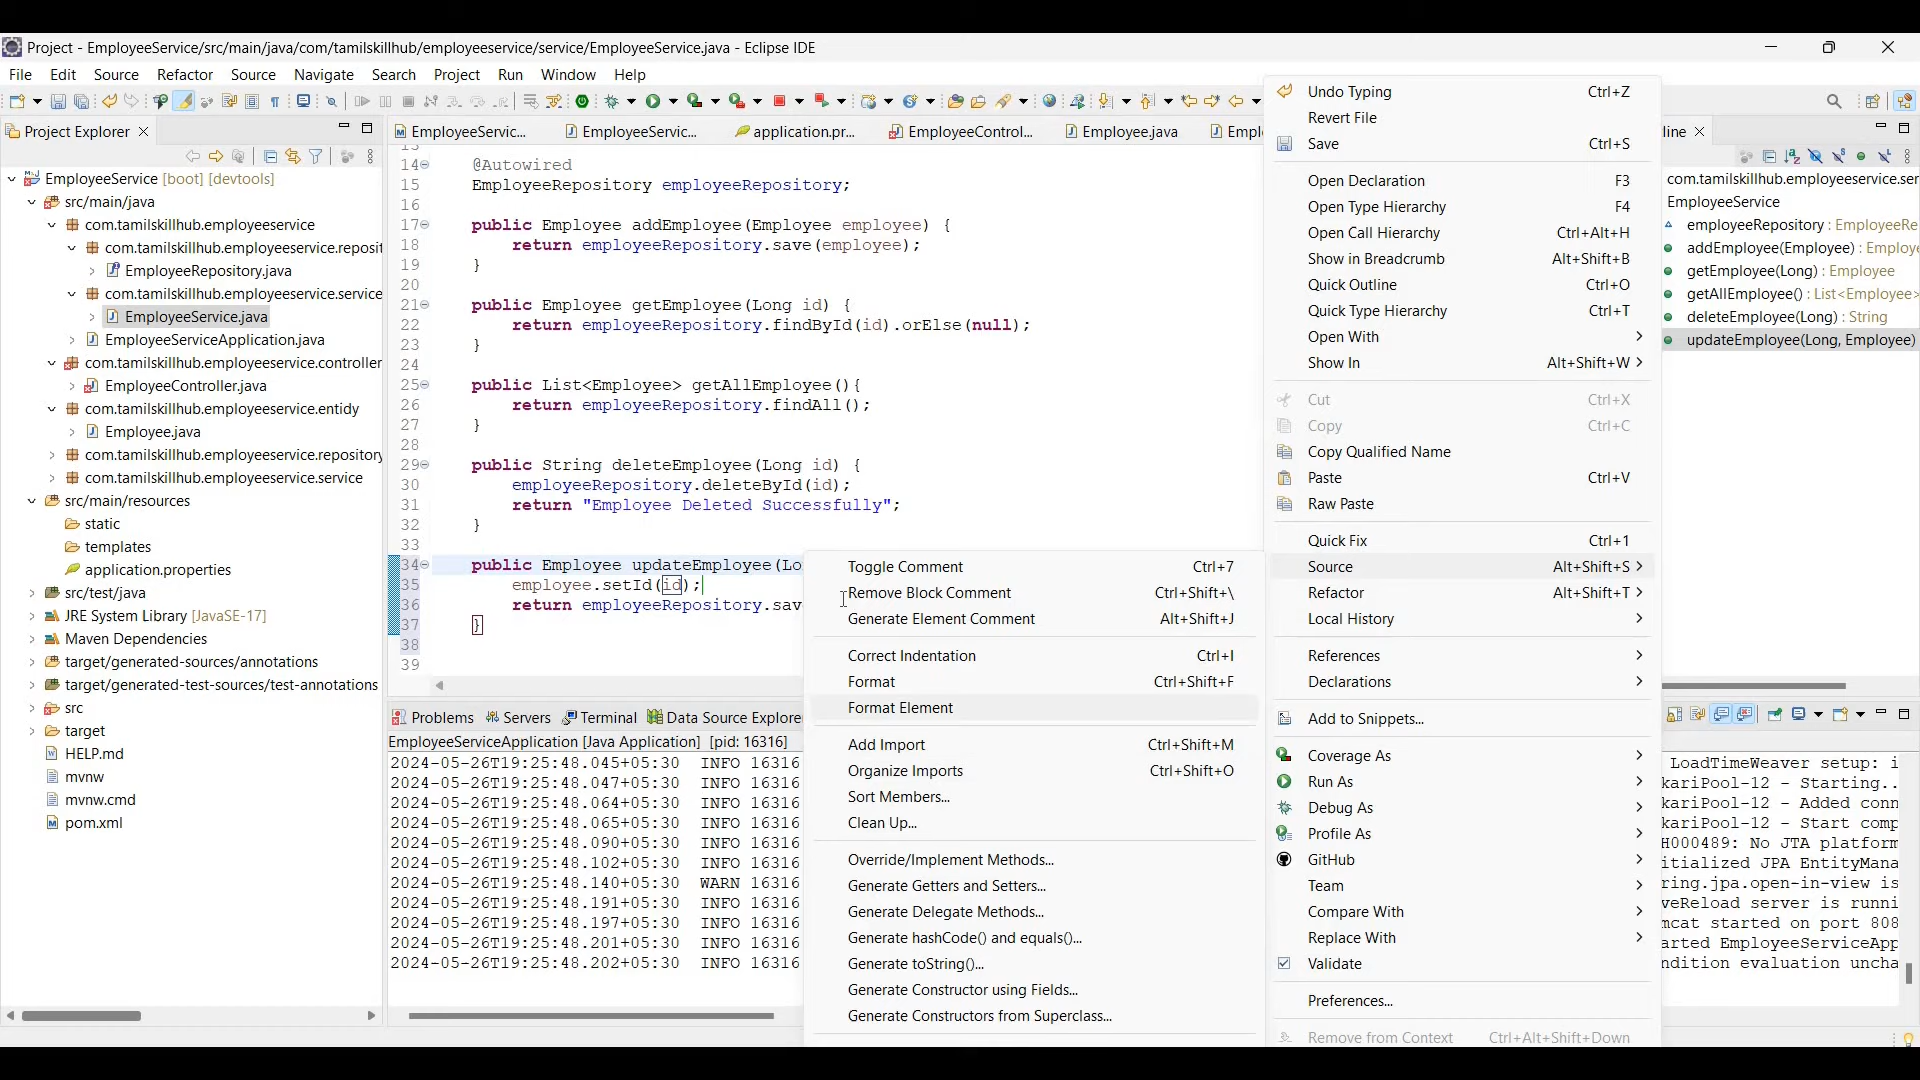 Project - EmployeeService/src/main/java/com/tamilskillhub/employeeservice/service/EmployeeService.java - Eclipse IDE
File Edit Source Refactor Source Navigate Search Project Run Window Help
Project Explorer
EmployeeService [boot] [devtools]
src/main/java
com.tamilskillhub.employeeservice
com.tamilskillhub.employeeservice.reposit
EmployeeRepository.java
com.tamilskillhub.employeeservice.service
EmployeeService.java
EmployeeServiceApplication.java
com.tamilskillhub.employeeservice.controller
EmployeeController.java
com.tamilskillhub.employeeservice.entidy
Employee.java
com.tamilskillhub.employeeservice.repository
com.tamilskillhub.employeeservice.service
src/main/resources
static
templates
application.properties
src/test/java
JRE System Library [JavaSE-17]
Maven Dependencies
target/generated-sources/annotations
target/generated-test-sources/test-annotations
src
target
HELP.md
mvnw
mvnw.cmd
pom.xml
EmployeeServic... EmployeeServic... application.pr... EmployeeControl... Employee.java Empl
14 @Autowired
15 EmployeeRepository employeeRepository;
16
17 public Employee addEmployee(Employee employee) {
18 return employeeRepository.save(employee);
19 }
20
21 public Employee getEmployee(Long id) {
22 return employeeRepository.findById(id).orElse(null);
23 }
24
25 public List<Employee> getAllEmployee(){
26 return employeeRepository.findAll();
27 }
28
29 public String deleteEmployee(Long id) {
30 employeeRepository.deleteById(id);
31 return "Employee Deleted Successfully";
32 }
33
34 public Employee updateEmployee(Lo
35 employee.setId(id);
36 return employeeRepository.sav
37 }
38
39
Problems Servers Terminal Data Source Explore
EmployeeServiceApplication [Java Application] [pid: 16316]
2024-05-26T19:25:48.045+05:30 INFO 16316
2024-05-26T19:25:48.047+05:30 INFO 16316
2024-05-26T19:25:48.064+05:30 INFO 16316
2024-05-26T19:25:48.065+05:30 INFO 16316
2024-05-26T19:25:48.090+05:30 INFO 16316
2024-05-26T19:25:48.102+05:30 INFO 16316
2024-05-26T19:25:48.140+05:30 WARN 16316
2024-05-26T19:25:48.191+05:30 INFO 16316
2024-05-26T19:25:48.197+05:30 INFO 16316
2024-05-26T19:25:48.201+05:30 INFO 16316
2024-05-26T19:25:48.202+05:30 INFO 16316
Toggle Comment Ctrl+7
Remove Block Comment Ctrl+Shift+\
Generate Element Comment Alt+Shift+J
Correct Indentation Ctrl+I
Format Ctrl+Shift+F
Format Element
Add Import Ctrl+Shift+M
Organize Imports Ctrl+Shift+O
Sort Members...
Clean Up...
Override/Implement Methods...
Generate Getters and Setters...
Generate Delegate Methods...
Generate hashCode() and equals()...
Generate toString()...
Generate Constructor using Fields...
Generate Constructors from Superclass...
Undo Typing Ctrl+Z
Revert File
Save Ctrl+S
Open Declaration F3
Open Type Hierarchy F4
Open Call Hierarchy Ctrl+Alt+H
Show in Breadcrumb Alt+Shift+B
Quick Outline Ctrl+O
Quick Type Hierarchy Ctrl+T
Open With
Show In Alt+Shift+W
Cut Ctrl+X
Copy Ctrl+C
Copy Qualified Name
Paste Ctrl+V
Raw Paste
Quick Fix Ctrl+1
Source Alt+Shift+S
Refactor Alt+Shift+T
Local History
References
Declarations
Add to Snippets...
Coverage As
Run As
Debug As
Profile As
GitHub
Team
Compare With
Replace With
Validate
Preferences...
Remove from Context Ctrl+Alt+Shift+Down
line
com.tamilskillhub.employeeservice.ser
EmployeeService
employeeRepository : EmployeeRe
addEmployee(Employee) : Employe
getEmployee(Long) : Employee
getAllEmployee() : List<Employee>
deleteEmployee(Long) : String
updateEmployee(Long, Employee)
LoadTimeWeaver setup: i
kariPool-12 - Starting..
kariPool-12 - Added conn
kariPool-12 - Start comp
H000489: No JTA platform
itialized JPA EntityMana
ring.jpa.open-in-view is
veReload server is runni
mcat started on port 808
arted EmployeeServiceApp
ndition evaluation uncha